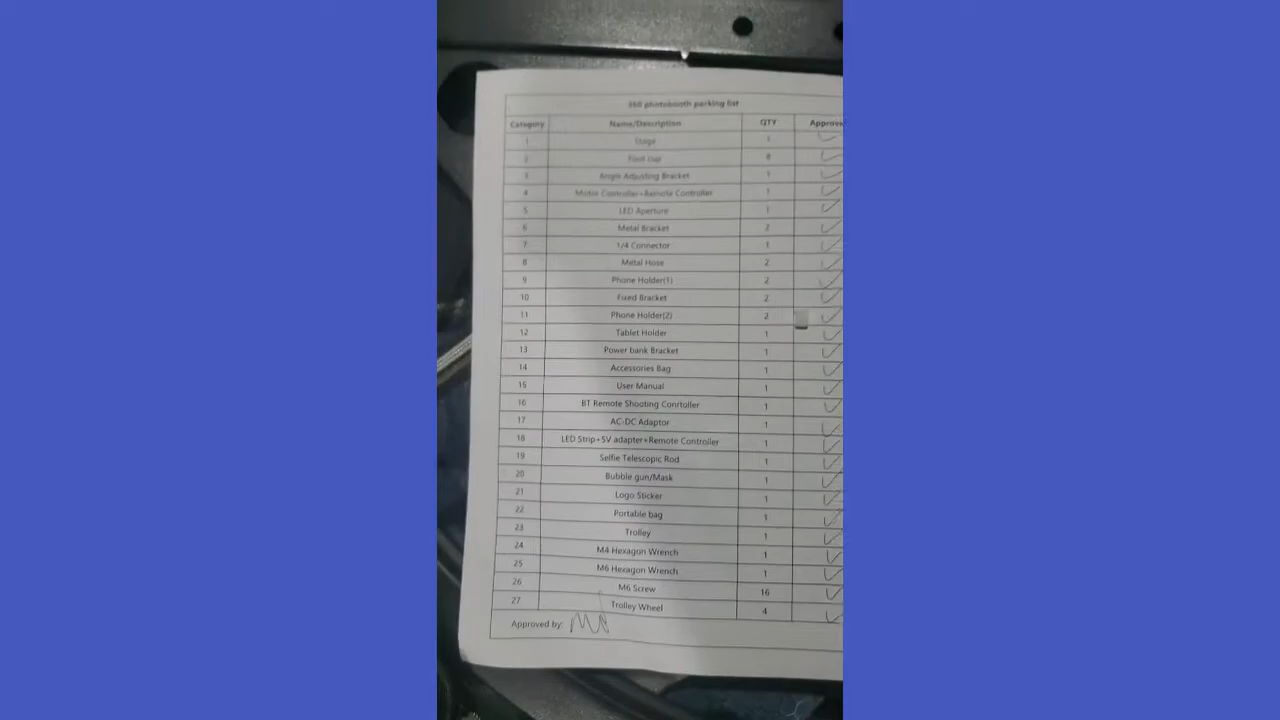 360 photobooth parking list
Category Name/Description QTY Approve
1 Stage 1
2 Foot cup 8
3 Angle Adjusting Bracket 1
4 Motor Controller+Remote Controller 1
5 LED Aperture 1
6 Metal Bracket 2
7 1/4 Connector 1
8 Metal Hose 2
9 Phone Holder(1) 2
10 Fixed Bracket 2
11 Phone Holder(2) 2
12 Tablet Holder 1
13 Power bank Bracket 1
14 Accessories Bag 1
15 User Manual 1
16 BT Remote Shooting Conrtoller 1
17 AC-DC Adaptor 1
18 LED Strip+5V adapter+Remote Controller 1
19 Selfie Telescopic Rod 1
20 Bubble gun/Mask 1
21 Logo Sticker 1
22 Portable bag 1
23 Trolley 1
24 M4 Hexagon Wrench 1
25 M6 Hexagon Wrench 1
26 M6 Screw 16
27 Trolley Wheel 4
Approved by: